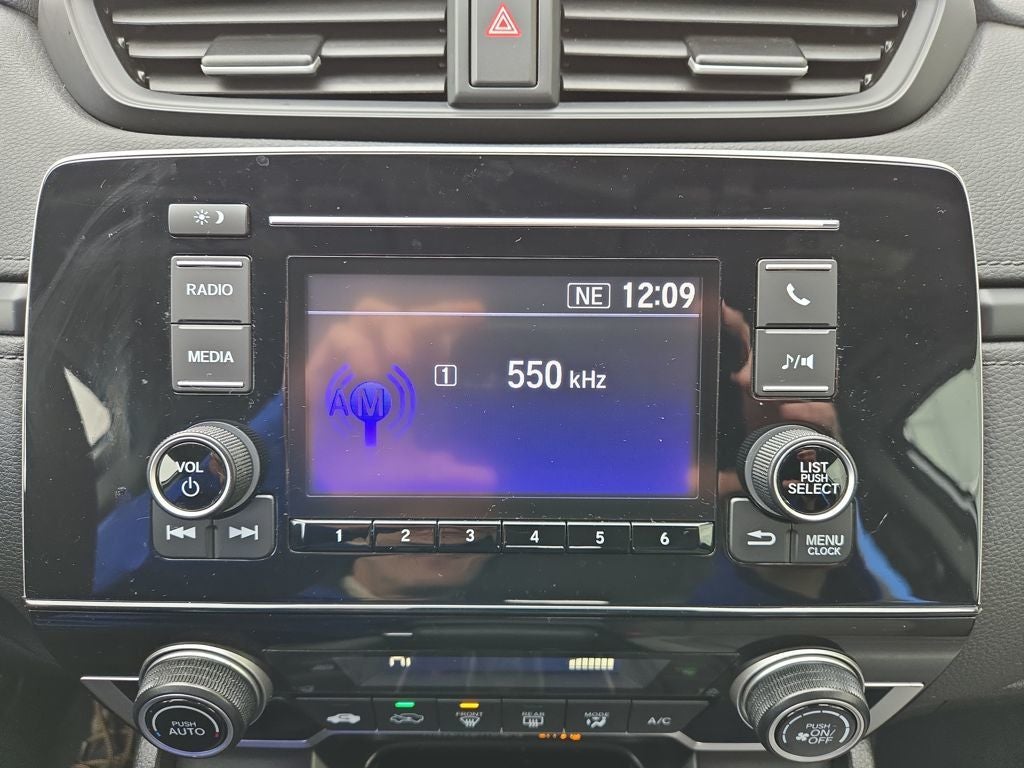 NE 12:09
RADIO
MEDIA
1 550 kHz
AM
VOL
LIST
PUSH
SELECT
1 2 3 4 5 6
MENU
CLOCK
PUSH
AUTO
FRONT
REAR
MODE
A/C
PUSH
ON/
OFF